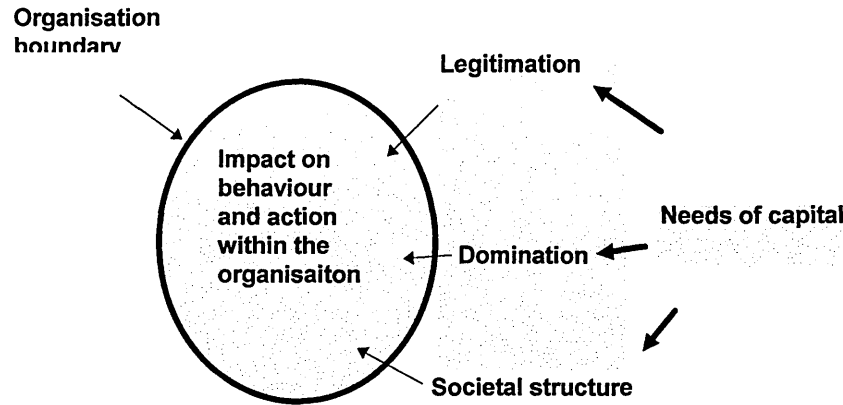 Organisation
boundary
Legitimation
Impact on
behaviour
and action
within the
organisaiton
Needs of capital
Domination
Societal structure